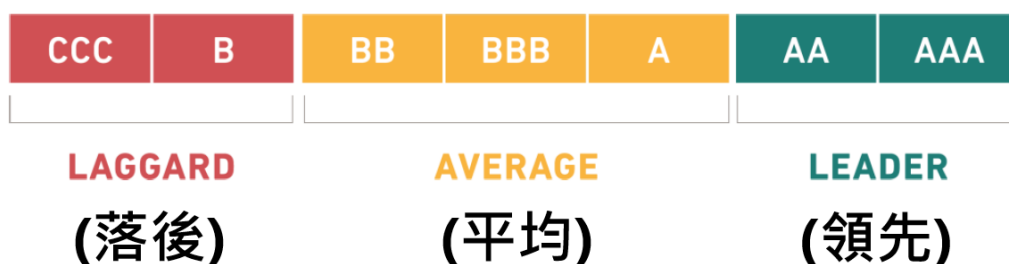 CCC B BB BBB A AA AAA
LAGGARD AVERAGE LEADER
(落後) (平均) (領先)